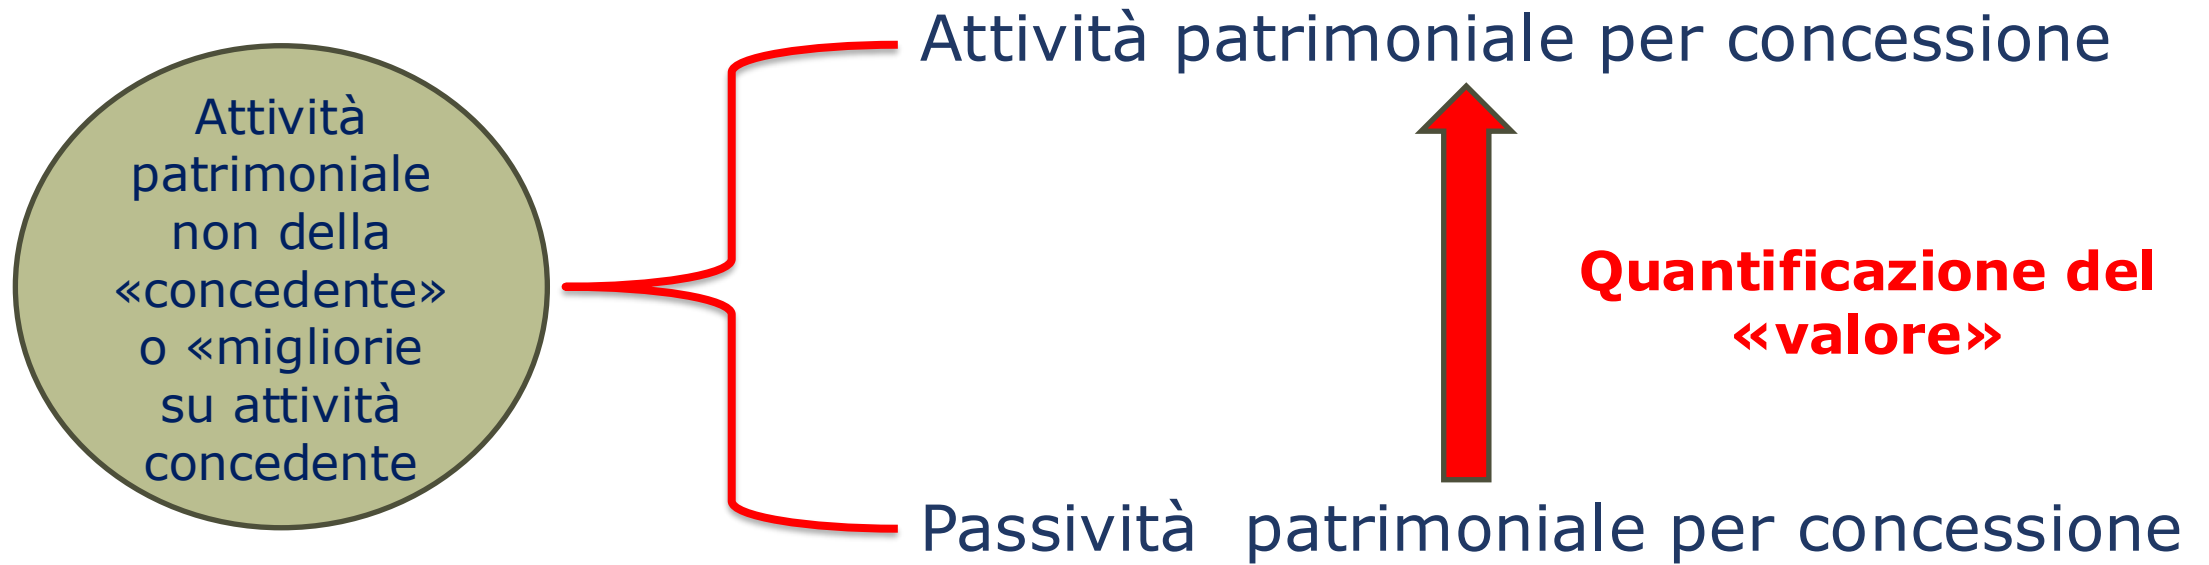 Attività patrimoniale per concessione
Attività
patrimoniale
non della
«concedente»
o «migliorie
su attività
concedente
Quantificazione del
«valore»
Passività  patrimoniale per concessione